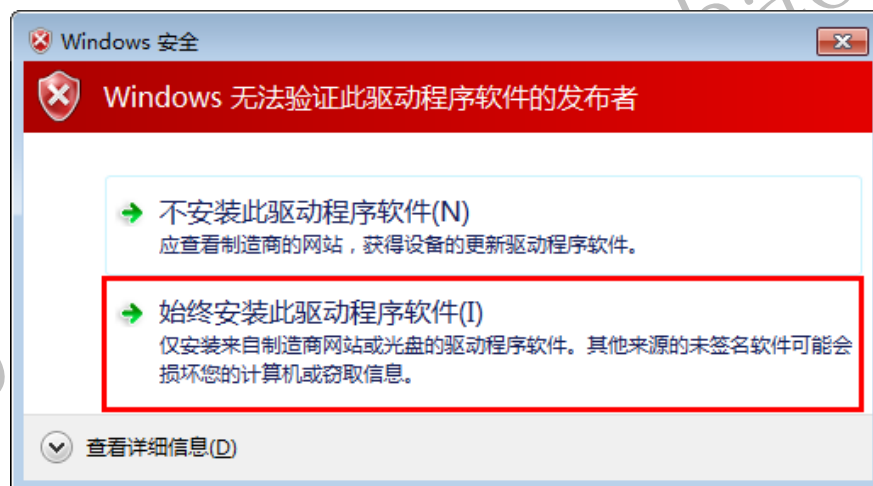 Windows 安全
Windows 无法验证此驱动程序软件的发布者
不安装此驱动程序软件(N)
应查看制造商的网站，获得设备的更新驱动程序软件。
始终安装此驱动程序软件(I)
仅安装来自制造商网站或光盘的驱动程序软件。其他来源的未签名软件可能会
损坏您的计算机或窃取信息。
查看详细信息(D)